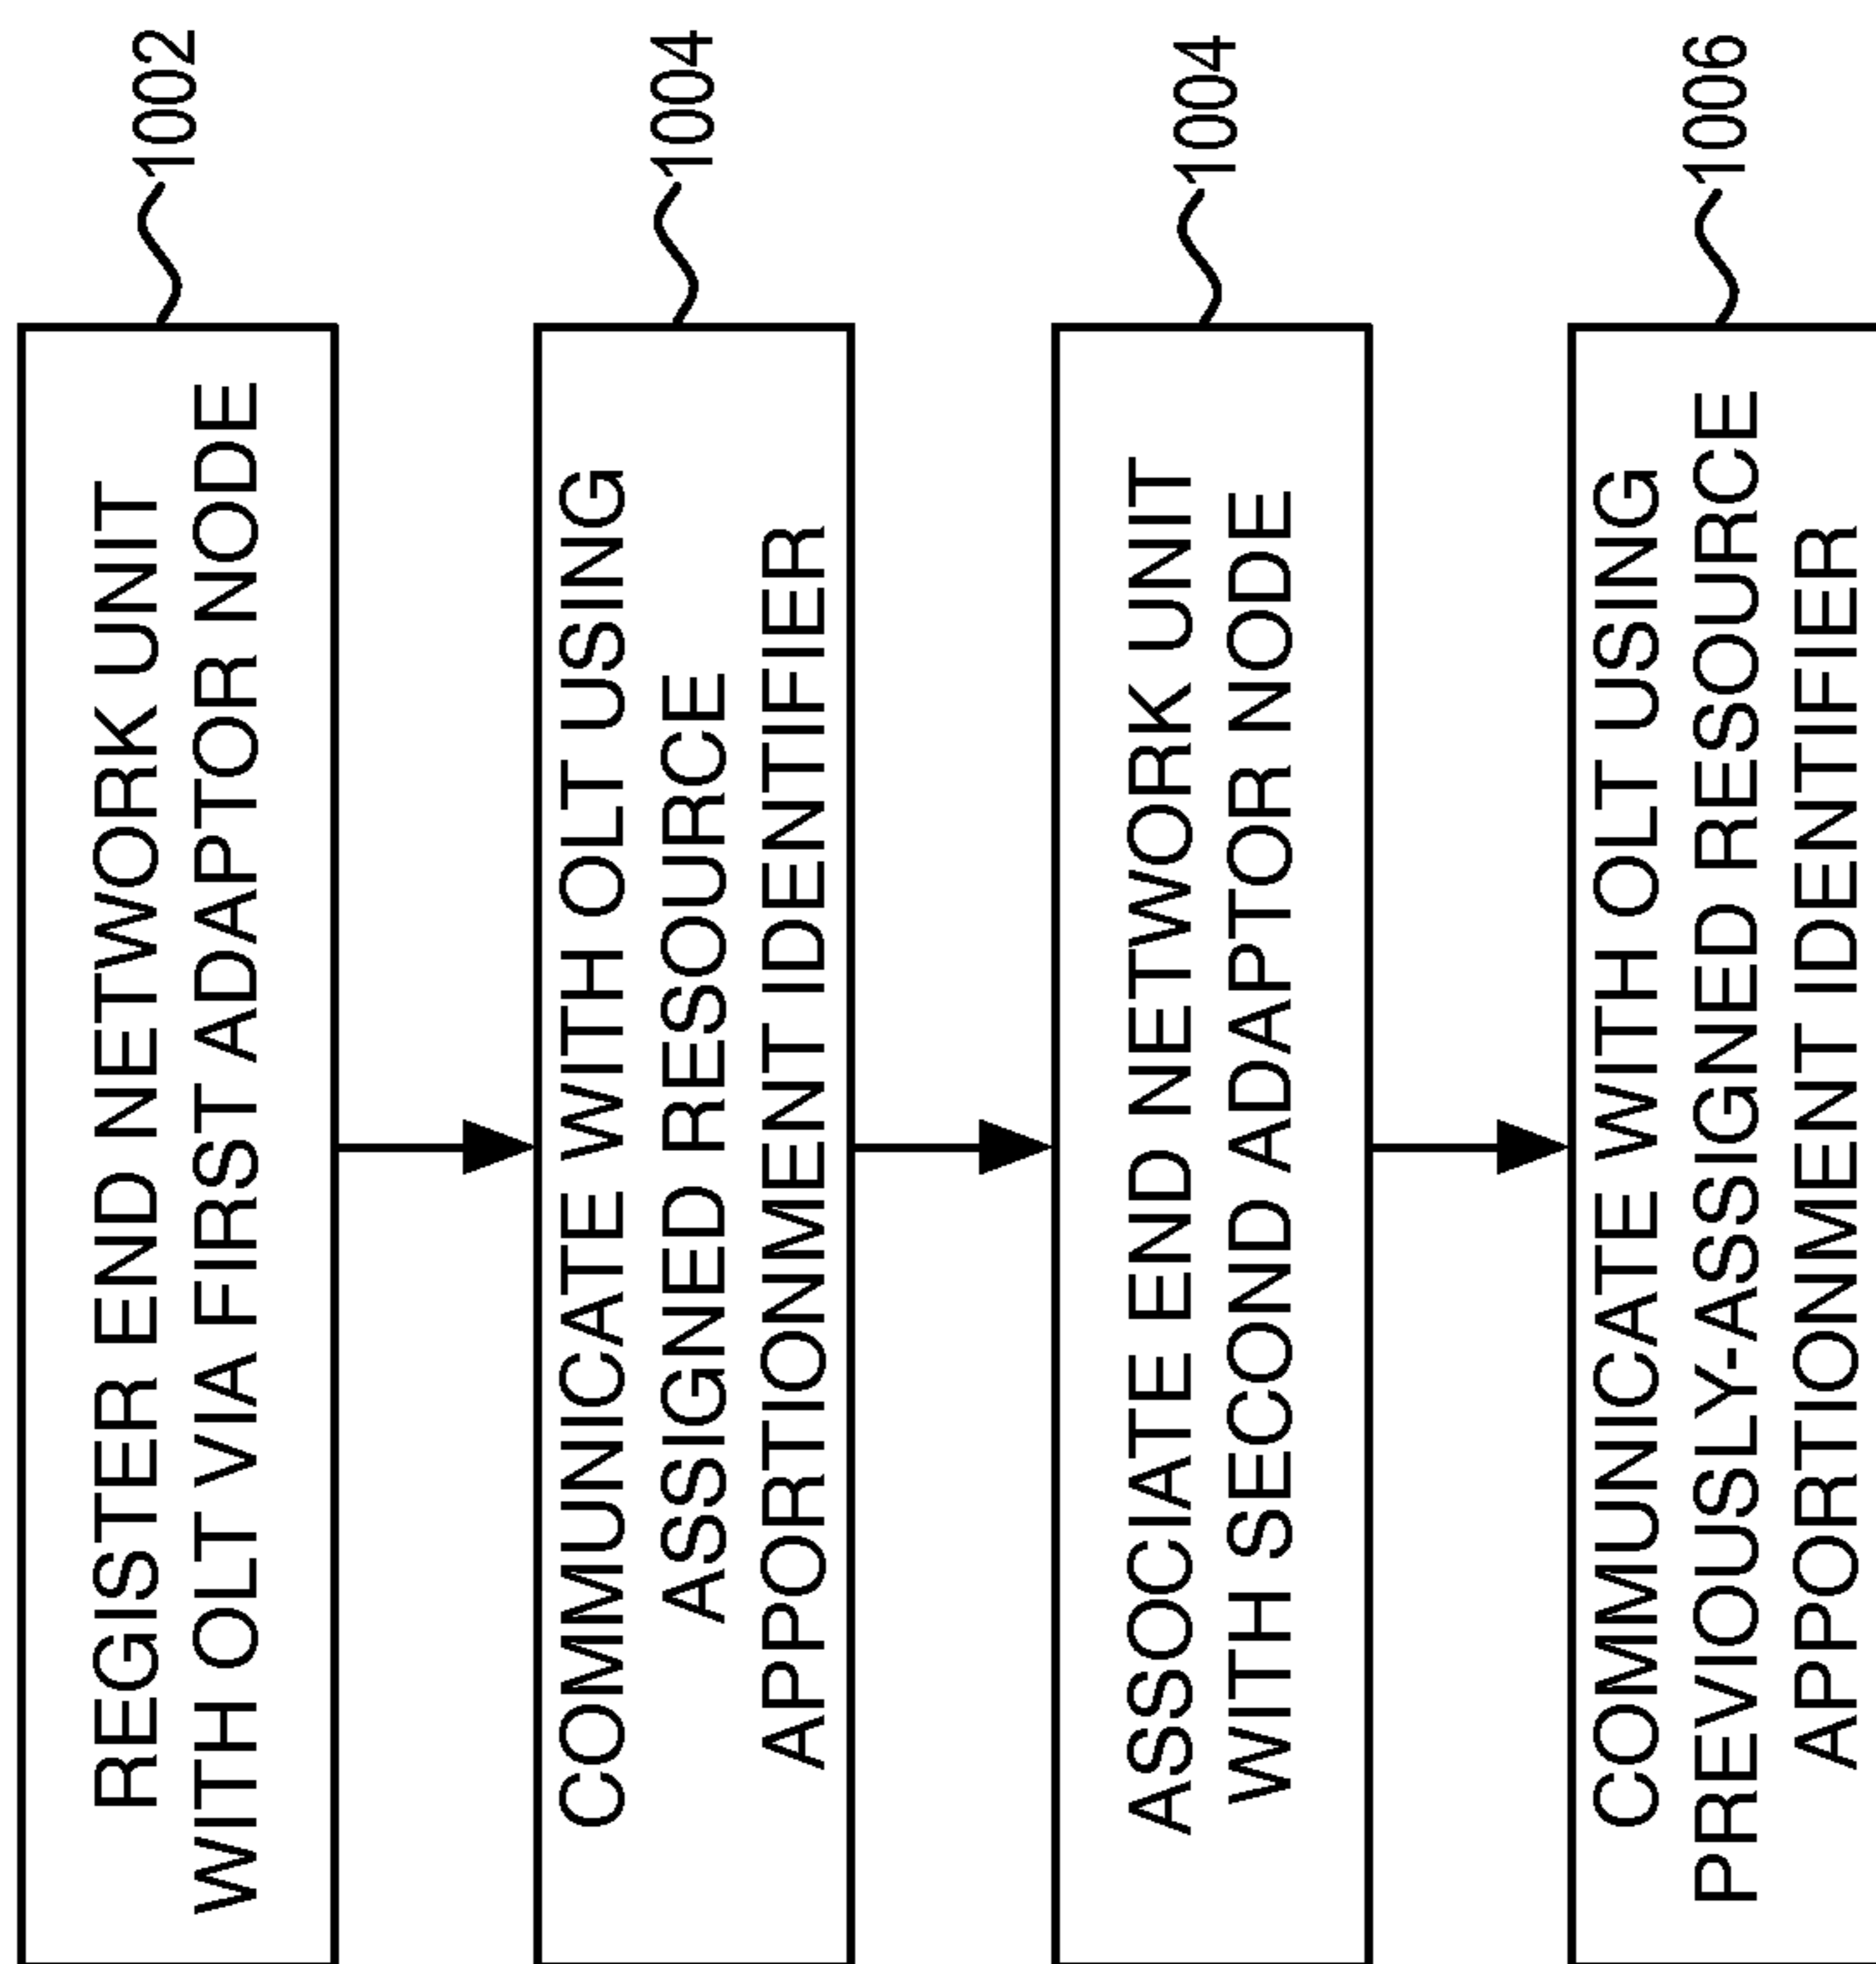 1002
REGISTER END NETWORK UNIT
WITH OLT VIA FIRST ADAPTOR NODE
1004
COMMUNICATE WITH OLT USING
ASSIGNED RESOURCE
APPORTIONMENT IDENTIFIER
1004
ASSOCIATE END NETWORK UNIT
WITH SECOND ADAPTOR NODE
1006
COMMUNICATE WITH OLT USING
PREVIOUSLY-ASSIGNED RESOURCE
APPORTIONMENT IDENTIFIER